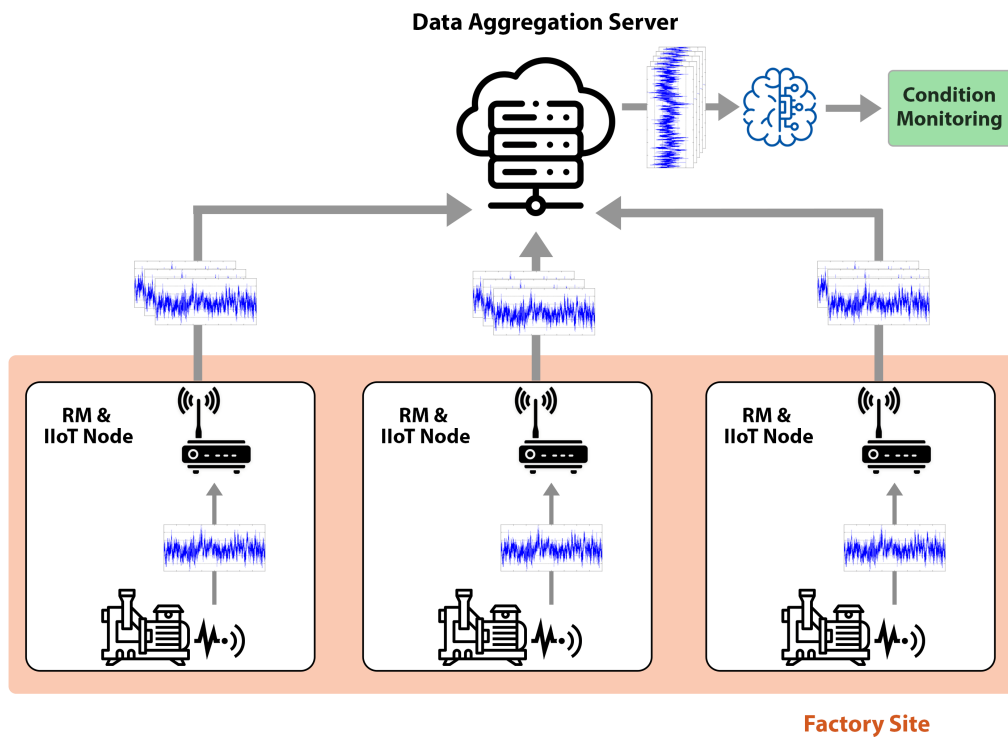 Data Aggregation Server
Condition
Monitoring
RM &
IIoT Node
RM &
IIoT Node
RM &
IIoT Node
Factory Site